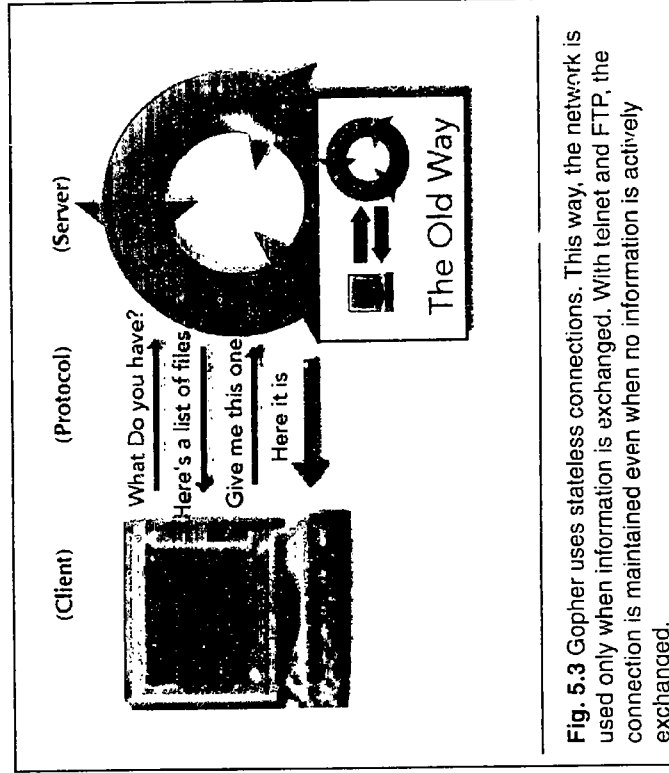 (Client)
(Protocol)
(Server)
What Do you have?
Here's a list of files
Give me this one
Here it is
The Old Way
Fig. 5.3 Gopher uses stateless connections. This way, the network is
used only when information is exchanged. With telnet and FTP, the
connection is maintained even when no information is actively
exchanged.